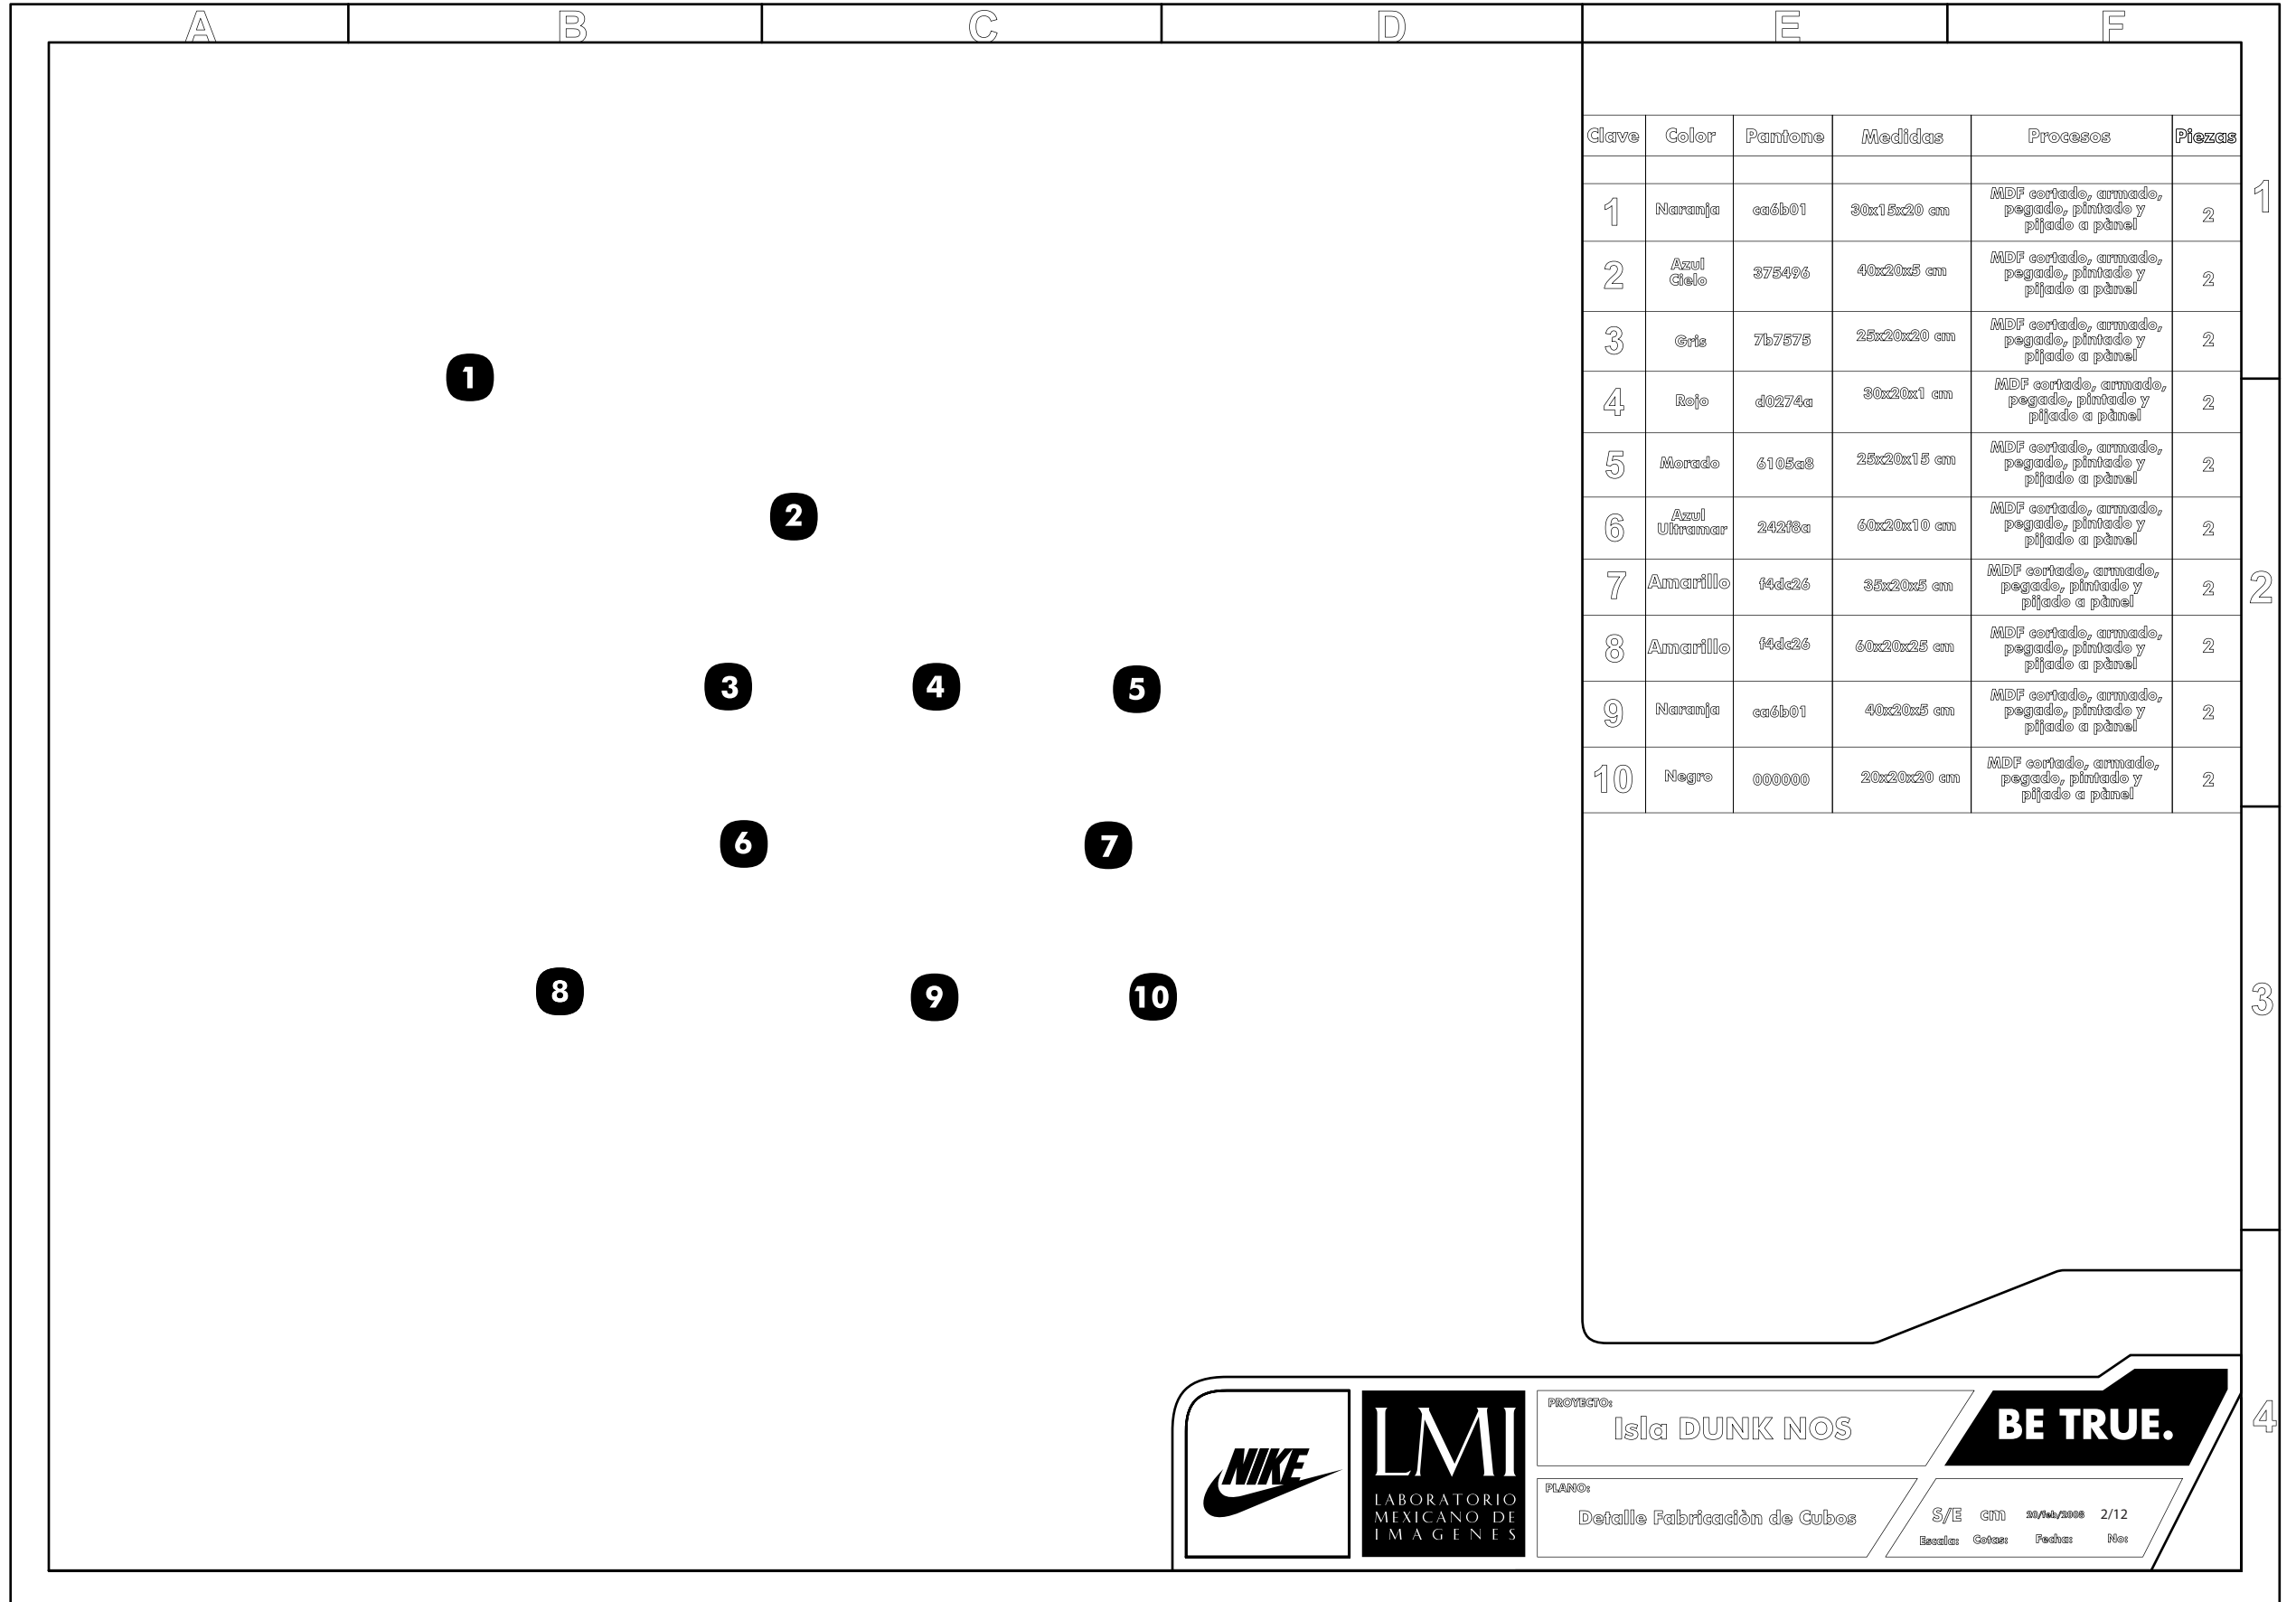 A B C D E F
Clave Color Pantone Medidas Procesos Piezas
1 Naranja ca6b01 30x15x20 cm MDF cortado, armado, pegado, pintado y pijado a pànel 2
2 Azul Cielo 375496 40x20x5 cm MDF cortado, armado, pegado, pintado y pijado a pànel 2
3 Gris 7b7575 25x20x20 cm MDF cortado, armado, pegado, pintado y pijado a pànel 2
4 Rojo d0274a 30x20x1 cm MDF cortado, armado, pegado, pintado y pijado a pànel 2
5 Morado 6105a8 25x20x15 cm MDF cortado, armado, pegado, pintado y pijado a pànel 2
6 Azul Ultramar 242f8a 60x20x10 cm MDF cortado, armado, pegado, pintado y pijado a pànel 2
7 Amarillo f4dc26 35x20x5 cm MDF cortado, armado, pegado, pintado y pijado a pànel 2
8 Amarillo f4dc26 60x20x25 cm MDF cortado, armado, pegado, pintado y pijado a pànel 2
9 Naranja ca6b01 40x20x5 cm MDF cortado, armado, pegado, pintado y pijado a pànel 2
10 Negro 000000 20x20x20 cm MDF cortado, armado, pegado, pintado y pijado a pànel 2
1
2
3 4 5
6 7
8 9 10
1
2
3
4
NIKE
LMI
LABORATORIO
MEXICANO DE
IMAGENES
PROYECTO:
Isla DUNK NOS
BE TRUE.
PLANO:
Detalle Fabricaciòn de Cubos
S/E cm 20/feb/2008 2/12
Escala: Cotas: Fecha: No: